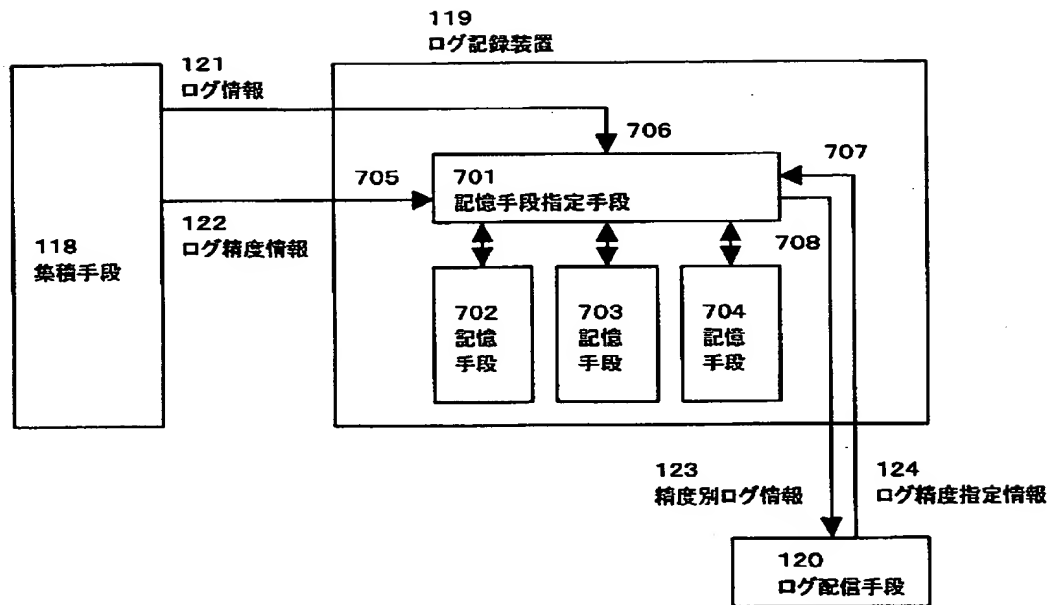 119
ログ記録装置
121
ログ情報
706
707
705
701
記憶手段指定手段
122
ログ精度情報
118
集積手段
708
702
記憶
手段
703
記憶
手段
704
記憶
手段
123
精度別ログ情報
124
ログ精度指定情報
120
ログ配信手段